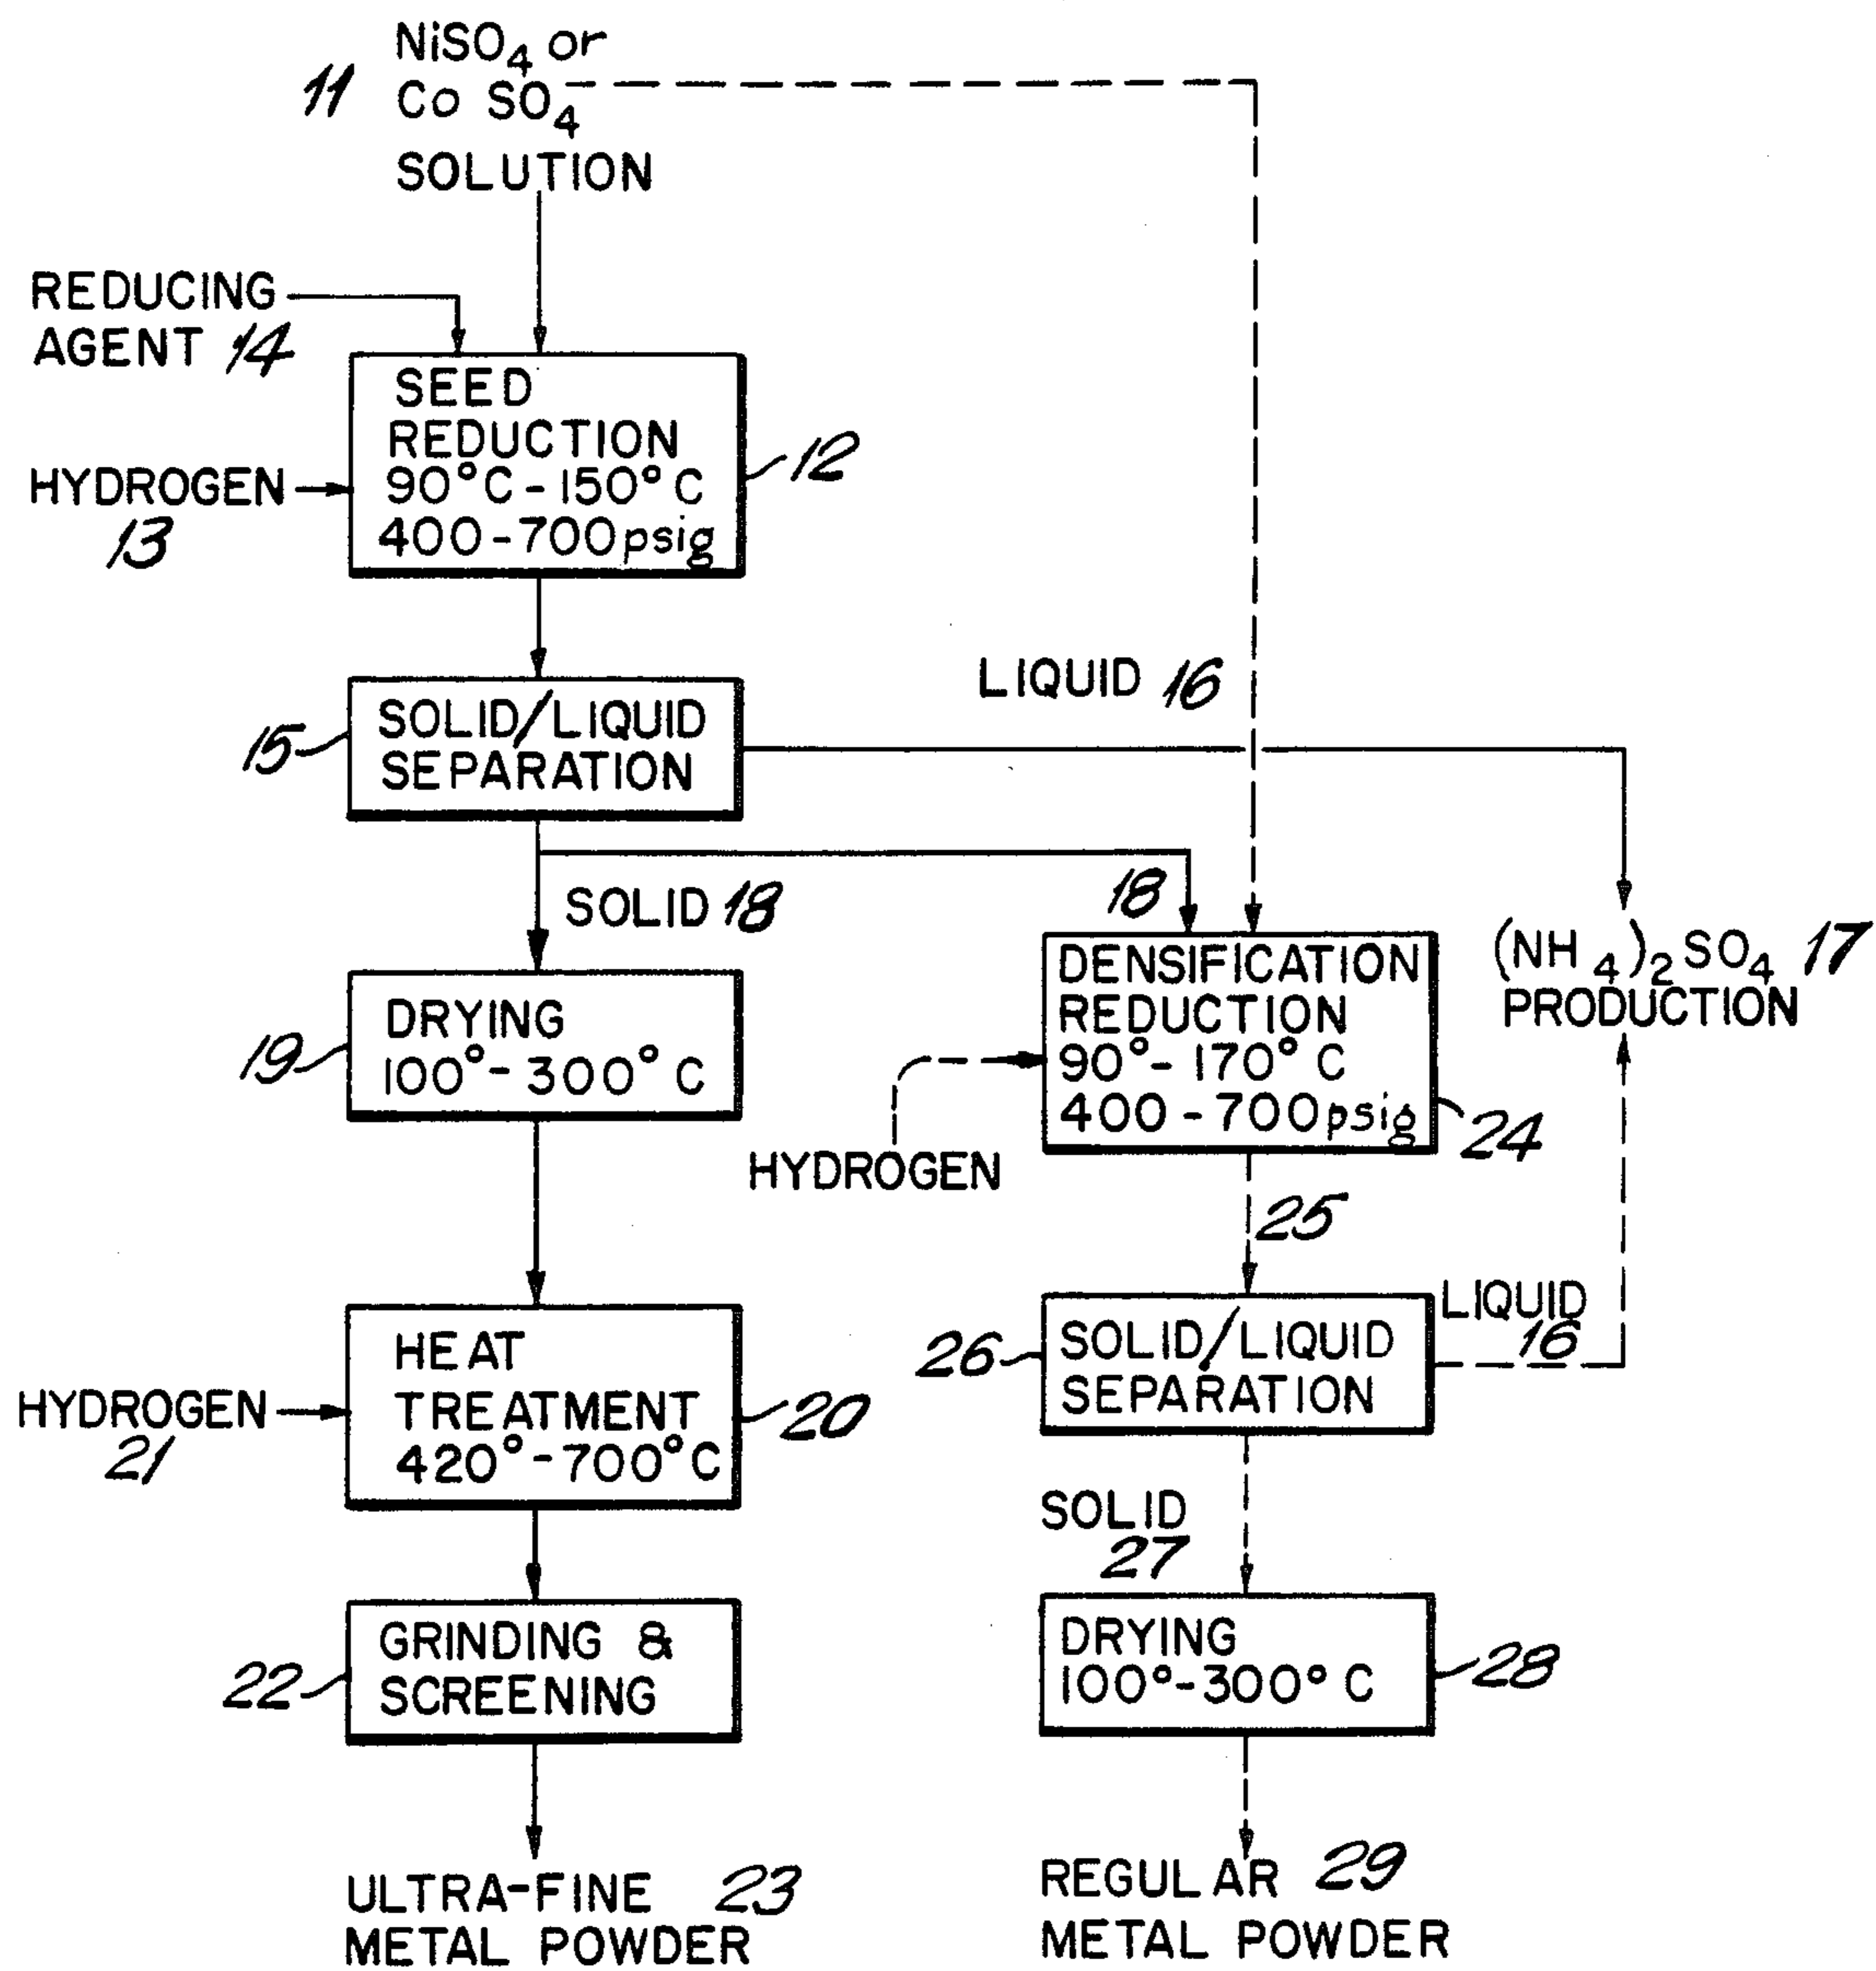 NiSO4 or
11 Co SO4
SOLUTION
REDUCING
AGENT 14
SEED
REDUCTION
90°C-150°C
400-700psig
12
HYDROGEN
13
SOLID/LIQUID
SEPARATION
15
LIQUID 16
SOLID 18
18
DRYING
100°-300°C
19
DENSIFICATION
REDUCTION
90°-170°C
400-700psig
24
HYDROGEN
(NH4)2SO4 17
PRODUCTION
25
HEAT
TREATMENT
420°-700°C
20
HYDROGEN
21
SOLID/LIQUID
SEPARATION
26
LIQUID
16
SOLID
27
GRINDING &
SCREENING
22
DRYING
100°-300°C
28
ULTRA-FINE 23
METAL POWDER
REGULAR 29
METAL POWDER